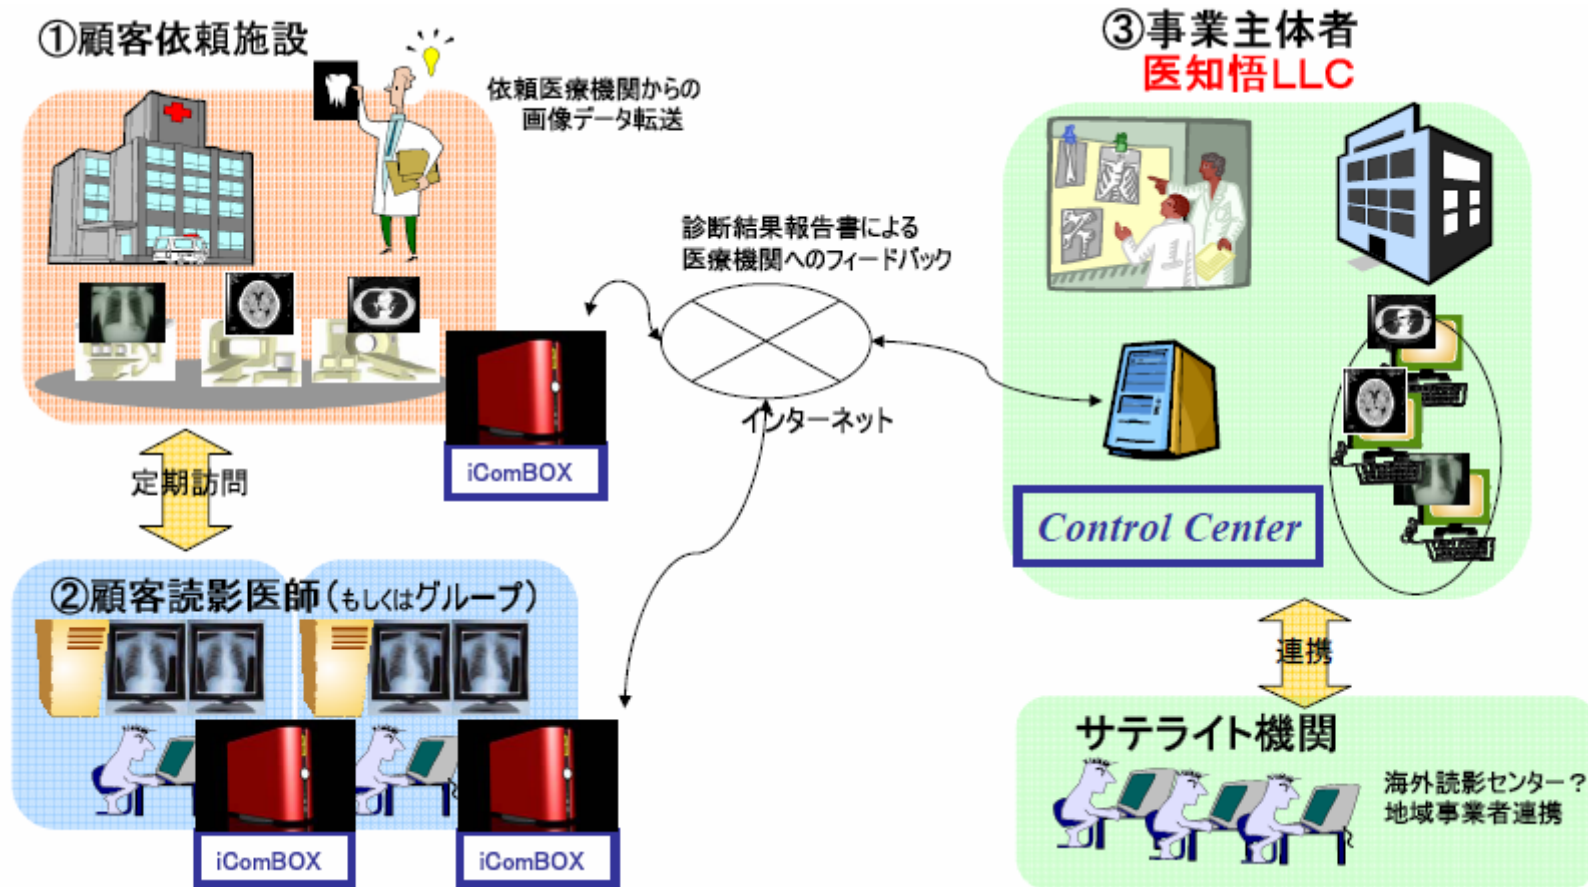 ①顧客依頼施設
依頼医療機関からの
画像データ転送
③事業主体者
医知悟LLC
診断結果報告書による
医療機関へのフィードバック
インターネット
iComBOX
定期訪問
Control Center
②顧客読影医師(もしくはグループ)
iComBOX
iComBOX
連携
サテライト機関
海外読影センター?
地域事業者連携